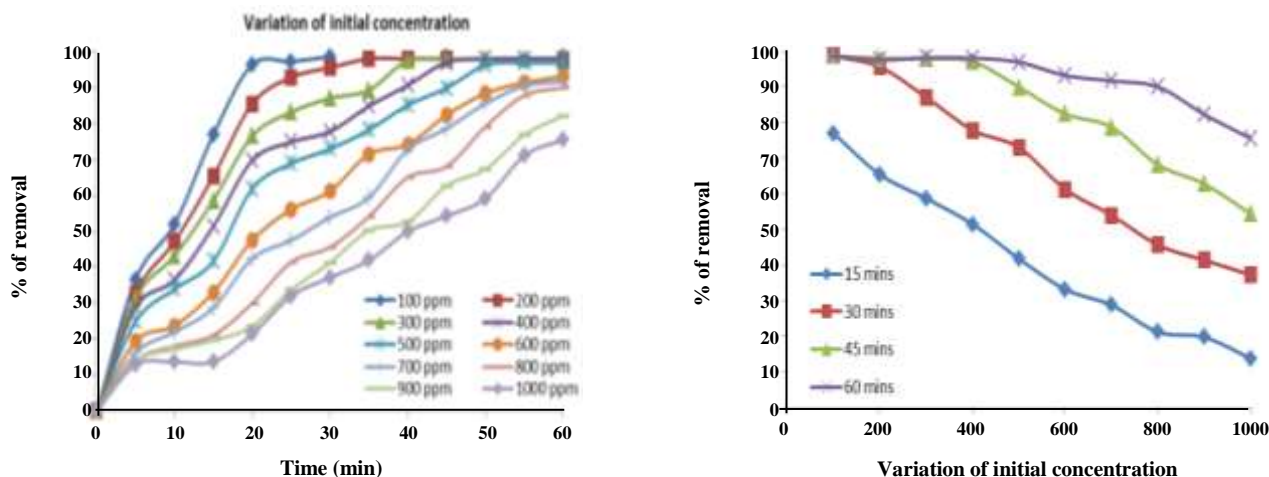 Variation of initial concentration
% of removal
100
90
80
70
60
50
40
30
20
10
0
0 10 20 30 40 50 60
Time (min)
100 ppm 200 ppm
300 ppm 400 ppm
500 ppm 600 ppm
700 ppm 800 ppm
900 ppm 1000 ppm
% of removal
100
90
80
70
60
50
40
30
20
10
0
0 200 400 600 800 1000
Variation of initial concentration
15 mins
30 mins
45 mins
60 mins